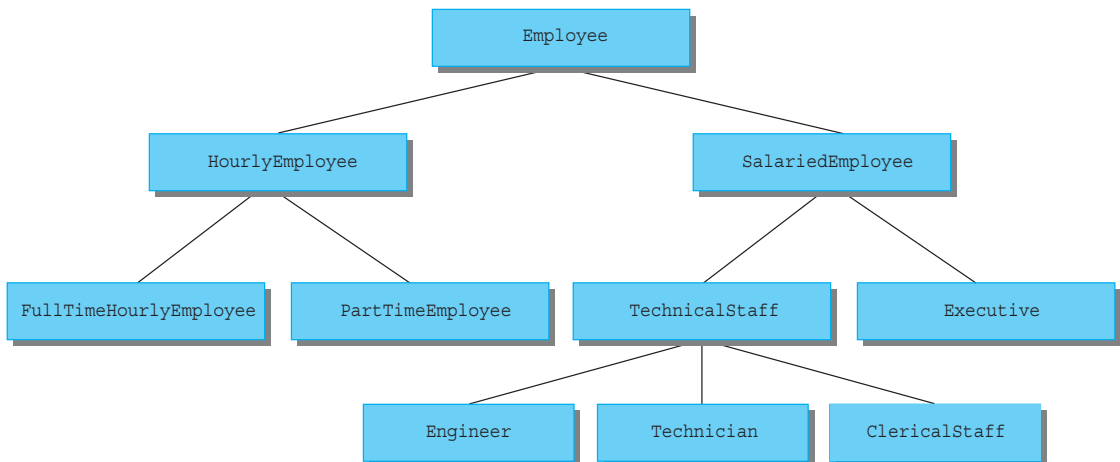 Employee
HourlyEmployee
SalariedEmployee
FullTimeHourlyEmployee
PartTimeEmployee
TechnicalStaff
Executive
Engineer
Technician
ClericalStaff